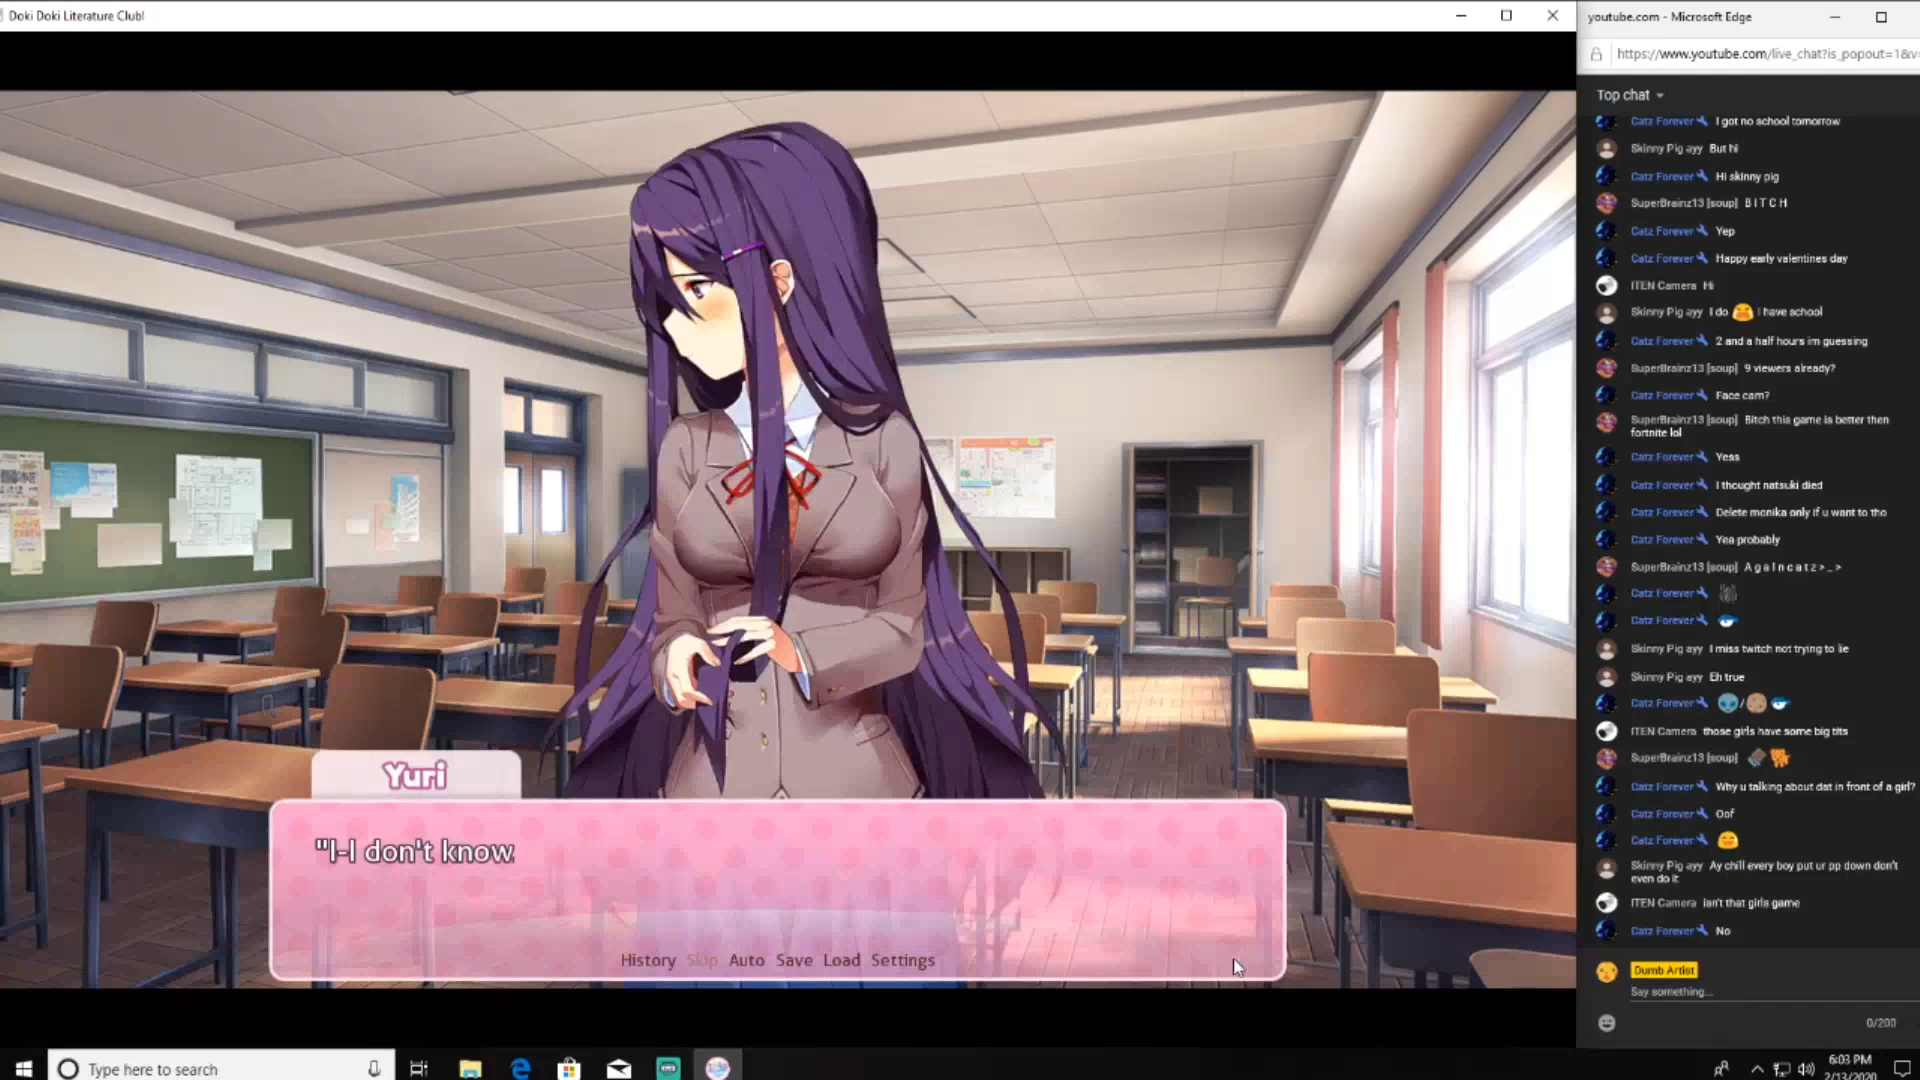 Doki Doki Literature Club!
youtube.com - Microsoft Edge
https://www.youtube.com/live_chat?is_popout=1&v=
Top chat
Catz Forever I got no school tomorrow
Skinny Pig ayy But hi
Catz Forever Hi skinny pig
SuperBrainz13 [soup] B I T C H
Catz Forever Yep
Catz Forever Happy early valentines day
ITEN Camera Hi
Skinny Pig ayy I do 😫 I have school
Catz Forever 2 and a half hours im guessing
SuperBrainz13 [soup] 9 viewers already?
Catz Forever Face cam?
SuperBrainz13 [soup] Bitch this game is better then
fortnite lol
Catz Forever Yess
Catz Forever I thought natsuki died
Catz Forever Delete monika only if u want to tho
Catz Forever Yea probably
SuperBrainz13 [soup] A g a i n c a t z > _ >
Catz Forever
Catz Forever
Skinny Pig ayy I miss twitch not trying to lie
Skinny Pig ayy Eh true
Catz Forever /
ITEN Camera those girls have some big tits
SuperBrainz13 [soup]
Catz Forever Why u talking about dat in front of a girl?
Catz Forever Oof
Catz Forever 😊
Skinny Pig ayy Ay chill every boy put ur pp down don't
even do it
ITEN Camera isn't that girls game
Catz Forever No
Dumb Artist
Say something...
0/200
Yuri
"I-I don't know
History Skip Auto Save Load Settings
Type here to search
6:03 PM
2/13/2020